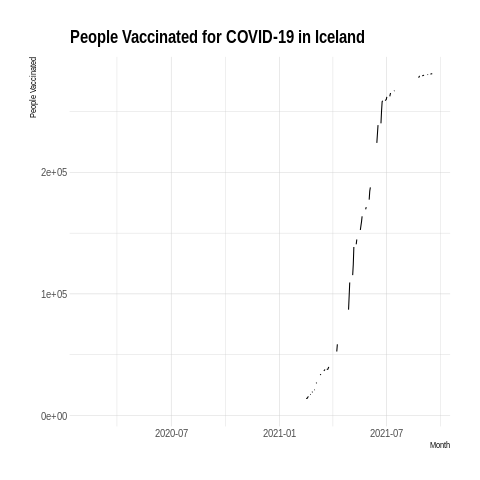 People Vaccinated for COVID-19 in Iceland
People Vaccinated
2e+05
1e+05
0e+00
2020-07
2021-01
2021-07
Month